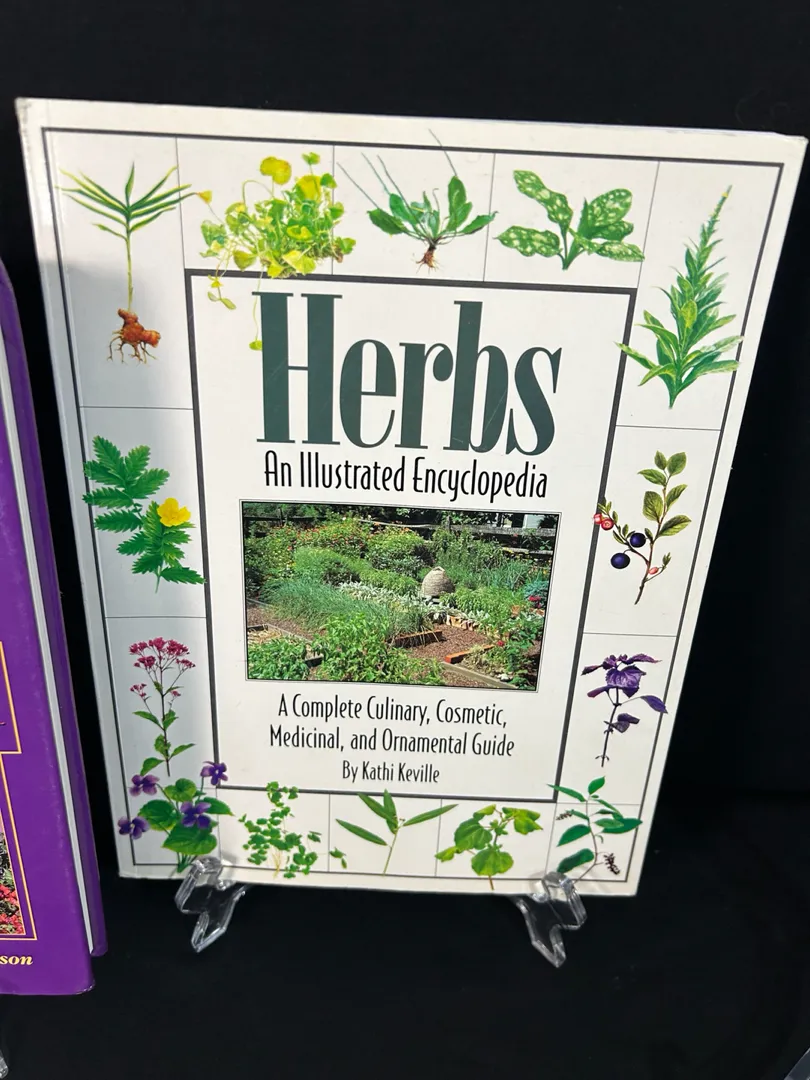 Herbs
An Illustrated Encyclopedia
A Complete Culinary, Cosmetic,
Medicinal, and Ornamental Guide
By Kathi Keville
son